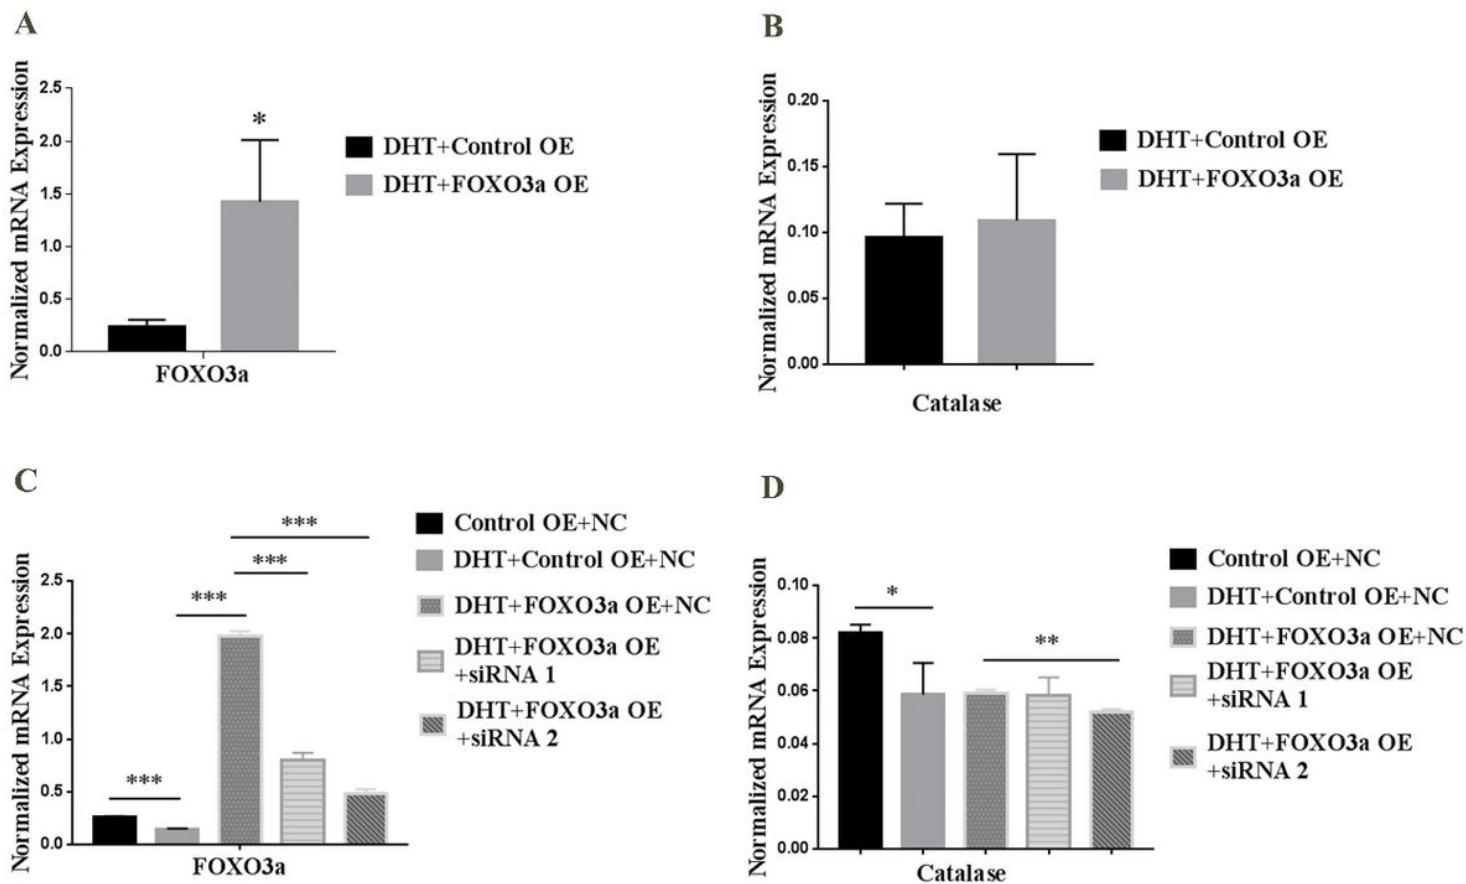 A
Normalized mRNA Expression
2.5
2.0
1.5
1.0
0.5
0.0
*
FOXO3a
DHT+Control OE
DHT+FOXO3a OE
B
Normalized mRNA Expression
0.20
0.15
0.10
0.05
0.00
Catalase
DHT+Control OE
DHT+FOXO3a OE
C
Normalized mRNA Expression
2.5
2.0
1.5
1.0
0.5
0.0
***
***
***
***
FOXO3a
Control OE+NC
DHT+Control OE+NC
DHT+FOXO3a OE+NC
DHT+FOXO3a OE
+siRNA 1
DHT+FOXO3a OE
+siRNA 2
D
Normalized mRNA Expression
0.10
0.08
0.06
0.04
0.02
0.00
*
**
Catalase
Control OE+NC
DHT+Control OE+NC
DHT+FOXO3a OE+NC
DHT+FOXO3a OE
+siRNA 1
DHT+FOXO3a OE
+siRNA 2